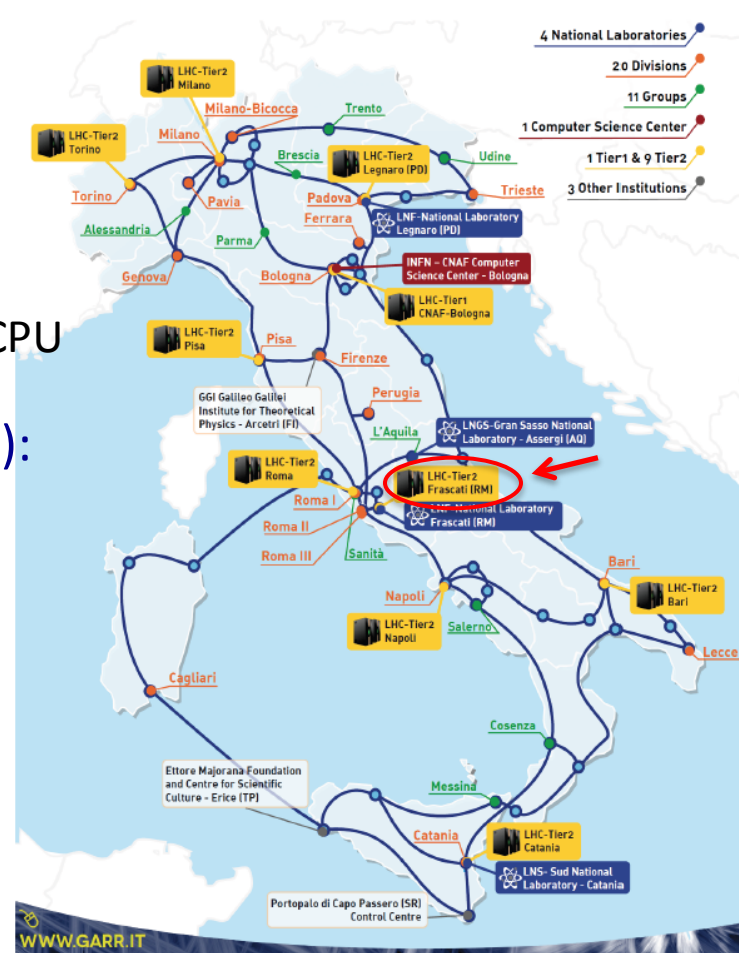 4 National Laboratories
20 Divisions
11 Groups
1 Computer Science Center
1 Tier1 & 9 Tier2
3 Other Institutions
LHC-Tier2
Milano
Milano-Bicocca
Trento
LHC-Tier2
Torino
Milano
Brescia
LHC-Tier2
Legnaro (PD)
Udine
Torino
Pavia
Padova
Trieste
Alessandria
Parma
Ferrara
LNF-National Laboratory
Legnaro (PD)
Genova
Bologna
INFN - CNAF Computer
Science Center - Bologna
LHC-Tier1
CNAF-Bologna
CPU
LHC-Tier2
Pisa
Pisa
Firenze
GGI Galileo Galilei
Institute for Theoretical
Physics - Arcetri (FI)
Perugia
L'Aquila
LNGS-Gran Sasso National
Laboratory - Assergi (AQ)
):
LHC-Tier2
Roma
LHC-Tier2
Frascati (RM)
Roma I
LNF-National Laboratory
Frascati (RM)
Roma II
Roma III
Sanità
Bari
LHC-Tier2
Bari
Napoli
LHC-Tier2
Napoli
Salerno
Lecce
Cagliari
Cosenza
Ettore Majorana Foundation
and Centre for Scientific
Culture - Erice (TP)
Messina
Catania
LHC-Tier2
Catania
LNS- Sud National
Laboratory - Catania
Portopalo di Capo Passero (SR)
Control Centre
WWW.GARR.IT